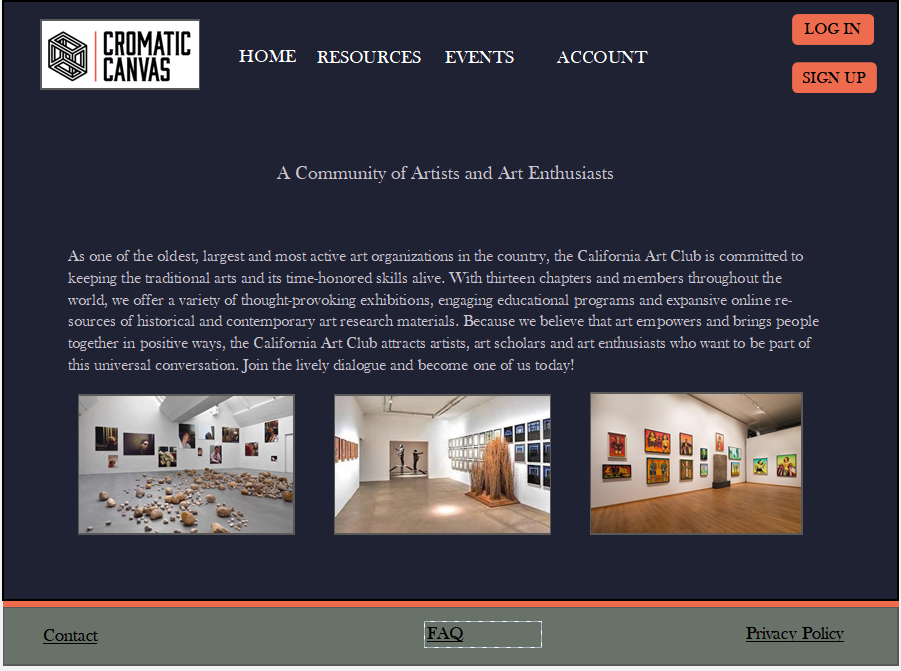 CROMATIC
CANVAS
HOME RESOURCES EVENTS ACCOUNT
LOG IN
SIGN UP
A Community of Artists and Art Enthusiasts
As one of the oldest, largest and most active art organizations in the country, the California Art Club is committed to
keeping the traditional arts and its time-honored skills alive. With thirteen chapters and members throughout the
world, we offer a variety of thought-provoking exhibitions, engaging educational programs and expansive online re-
sources of historical and contemporary art research materials. Because we believe that art empowers and brings people
together in positive ways, the California Art Club attracts artists, art scholars and art enthusiasts who want to be part of
this universal conversation. Join the lively dialogue and become one of us today!
Contact FAQ Privacy Policy